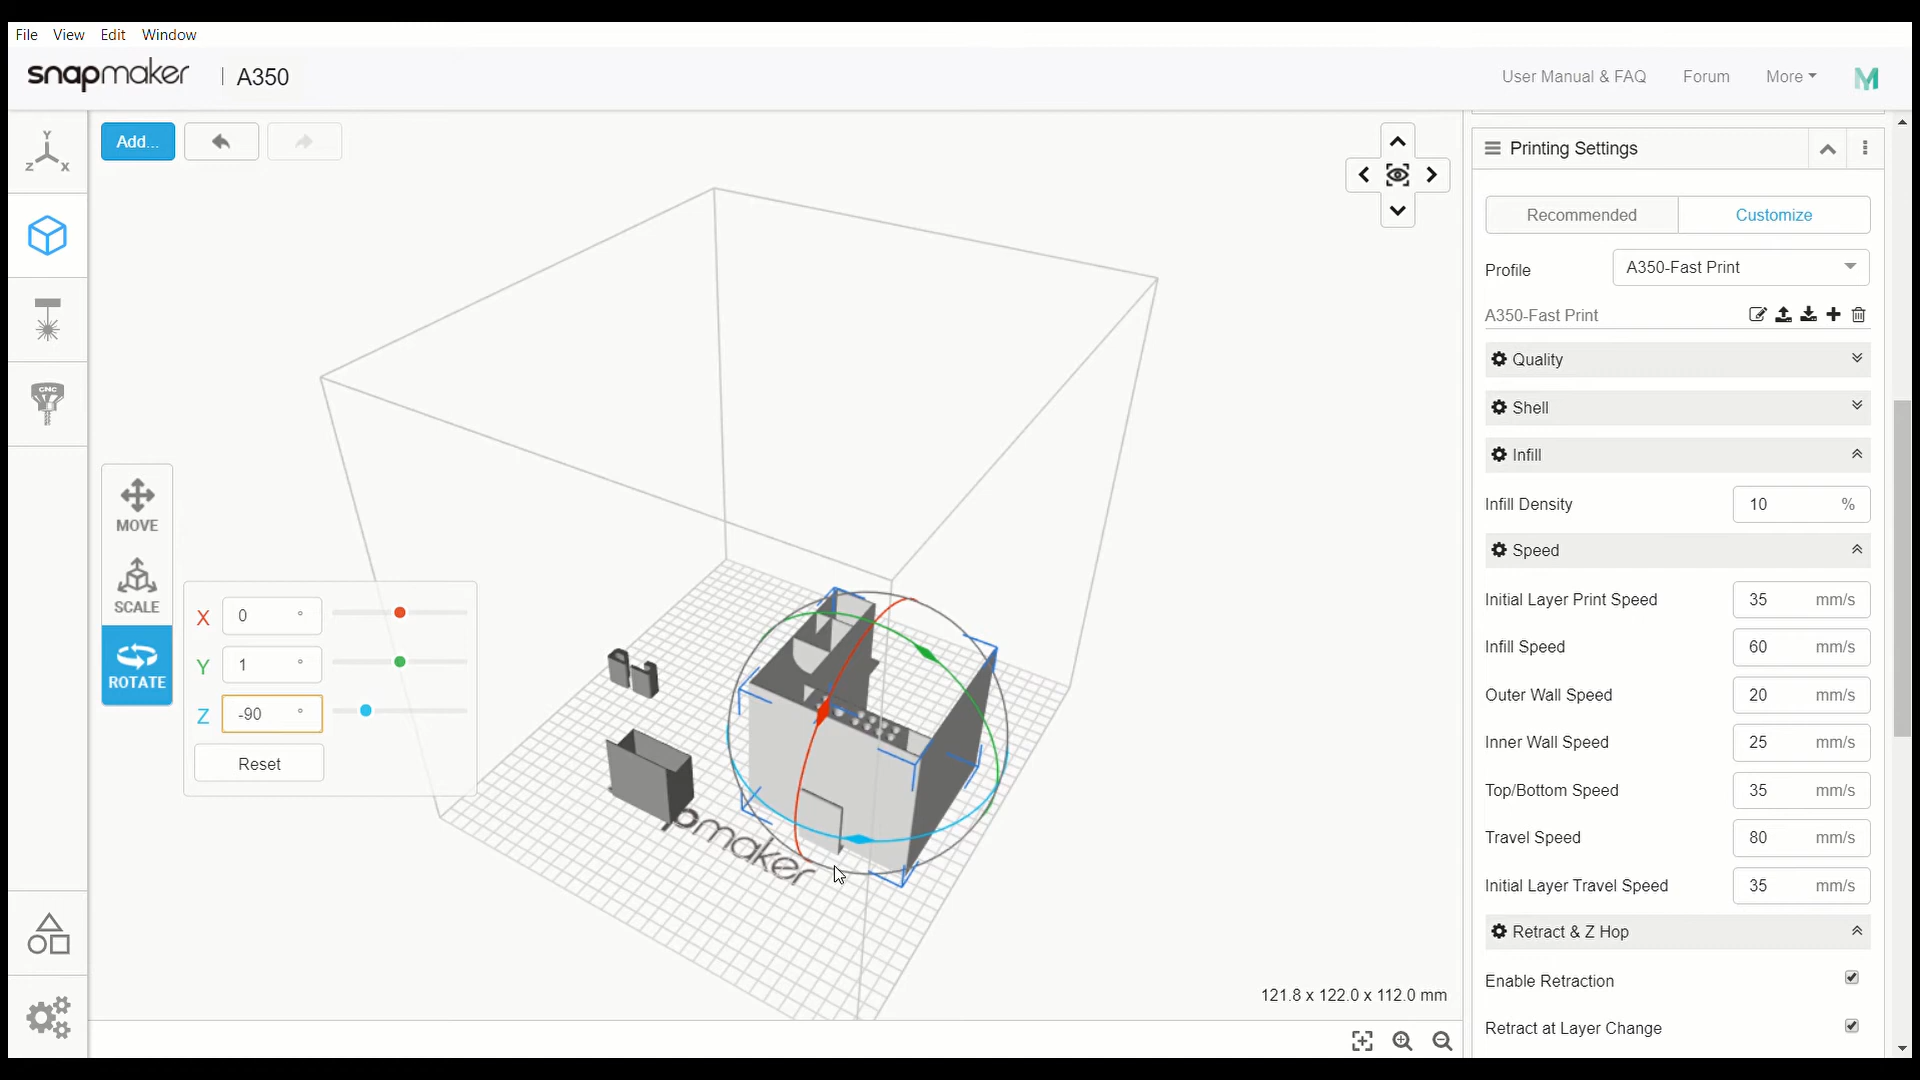 File View Edit Window
snapmaker | A350
User Manual & FAQ Forum More
Y
Z X
Add...
CNC
MOVE
SCALE
ROTATE
X 0 °
Y 1 °
Z -90 °
Reset
pmaker
121.8 x 122.0 x 112.0 mm
Printing Settings
Recommended Customize
Profile A350-Fast Print
A350-Fast Print
Quality
Shell
Infill
Infill Density 10 %
Speed
Initial Layer Print Speed 35 mm/s
Infill Speed 60 mm/s
Outer Wall Speed 20 mm/s
Inner Wall Speed 25 mm/s
Top/Bottom Speed 35 mm/s
Travel Speed 80 mm/s
Initial Layer Travel Speed 35 mm/s
Retract & Z Hop
Enable Retraction
Retract at Layer Change